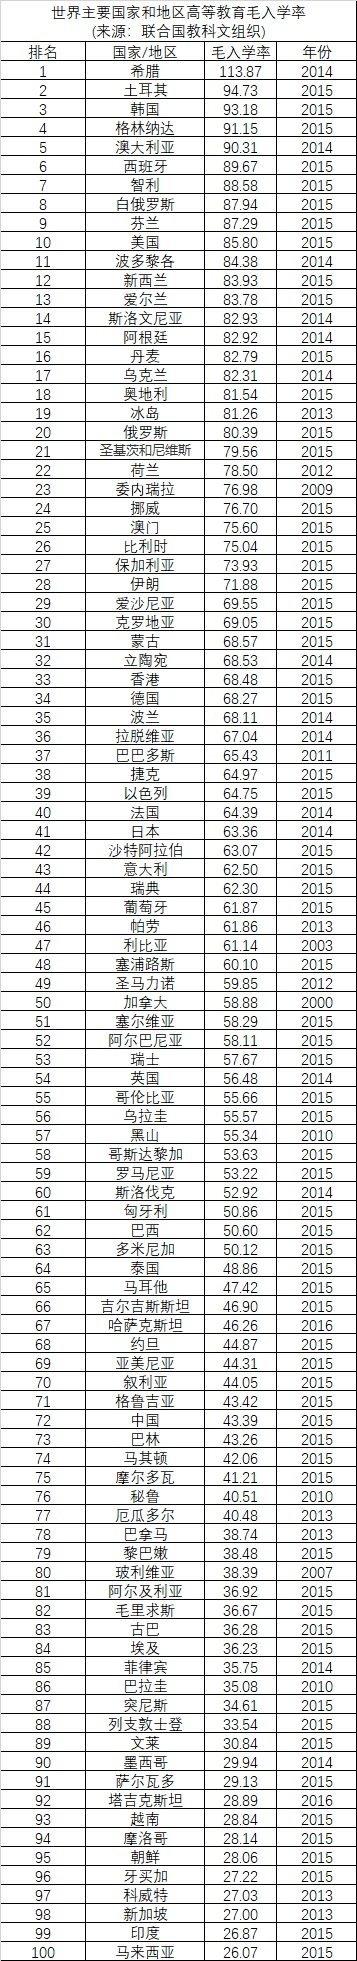 世界主要国家和地区高等教育毛入学率
(来源：联合国教科文组织)
排名 国家/地区 毛入学率 年份
1 希腊 113.87 2014
2 土耳其 94.73 2015
3 韩国 93.18 2015
4 格林纳达 91.15 2015
5 澳大利亚 90.31 2014
6 西班牙 89.67 2015
7 智利 88.58 2015
8 白俄罗斯 87.94 2015
9 芬兰 87.29 2015
10 美国 85.80 2015
11 波多黎各 84.38 2014
12 新西兰 83.93 2015
13 爱尔兰 83.78 2015
14 斯洛文尼亚 82.93 2014
15 阿根廷 82.92 2014
16 丹麦 82.79 2015
17 乌克兰 82.31 2014
18 奥地利 81.54 2015
19 冰岛 81.26 2013
20 俄罗斯 80.39 2015
21 圣基茨和尼维斯 79.56 2015
22 荷兰 78.50 2012
23 委内瑞拉 76.98 2009
24 挪威 76.70 2015
25 澳门 75.60 2015
26 比利时 75.04 2015
27 保加利亚 73.93 2015
28 伊朗 71.88 2015
29 爱沙尼亚 69.55 2015
30 克罗地亚 69.05 2015
31 蒙古 68.57 2015
32 立陶宛 68.53 2014
33 香港 68.48 2015
34 德国 68.27 2015
35 波兰 68.11 2014
36 拉脱维亚 67.04 2014
37 巴巴多斯 65.43 2011
38 捷克 64.97 2015
39 以色列 64.75 2015
40 法国 64.39 2014
41 日本 63.36 2014
42 沙特阿拉伯 63.07 2015
43 意大利 62.50 2015
44 瑞典 62.30 2015
45 葡萄牙 61.87 2015
46 帕劳 61.86 2013
47 利比亚 61.14 2003
48 塞浦路斯 60.10 2015
49 圣马力诺 59.85 2012
50 加拿大 58.88 2000
51 塞尔维亚 58.29 2015
52 阿尔巴尼亚 58.11 2015
53 瑞士 57.67 2015
54 英国 56.48 2014
55 哥伦比亚 55.66 2015
56 乌拉圭 55.57 2015
57 黑山 55.34 2010
58 哥斯达黎加 53.63 2015
59 罗马尼亚 53.22 2015
60 斯洛伐克 52.92 2014
61 匈牙利 50.86 2015
62 巴西 50.60 2015
63 多米尼加 50.12 2015
64 泰国 48.86 2015
65 马耳他 47.42 2015
66 吉尔吉斯斯坦 46.90 2015
67 哈萨克斯坦 46.26 2016
68 约旦 44.87 2015
69 亚美尼亚 44.31 2015
70 叙利亚 44.05 2015
71 格鲁吉亚 43.42 2015
72 中国 43.39 2015
73 巴林 43.26 2015
74 马其顿 42.06 2015
75 摩尔多瓦 41.21 2015
76 秘鲁 40.51 2010
77 厄瓜多尔 40.48 2013
78 巴拿马 38.74 2013
79 黎巴嫩 38.48 2015
80 玻利维亚 38.39 2007
81 阿尔及利亚 36.92 2015
82 毛里求斯 36.67 2015
83 古巴 36.28 2015
84 埃及 36.23 2015
85 菲律宾 35.75 2014
86 巴拉圭 35.08 2010
87 突尼斯 34.61 2015
88 列支敦士登 33.54 2015
89 文莱 30.84 2015
90 墨西哥 29.94 2014
91 萨尔瓦多 29.13 2015
92 塔吉克斯坦 28.89 2016
93 越南 28.84 2015
94 摩洛哥 28.14 2015
95 朝鲜 28.06 2015
96 牙买加 27.22 2015
97 科威特 27.03 2013
98 新加坡 27.00 2013
99 印度 26.87 2015
100 马来西亚 26.07 2015